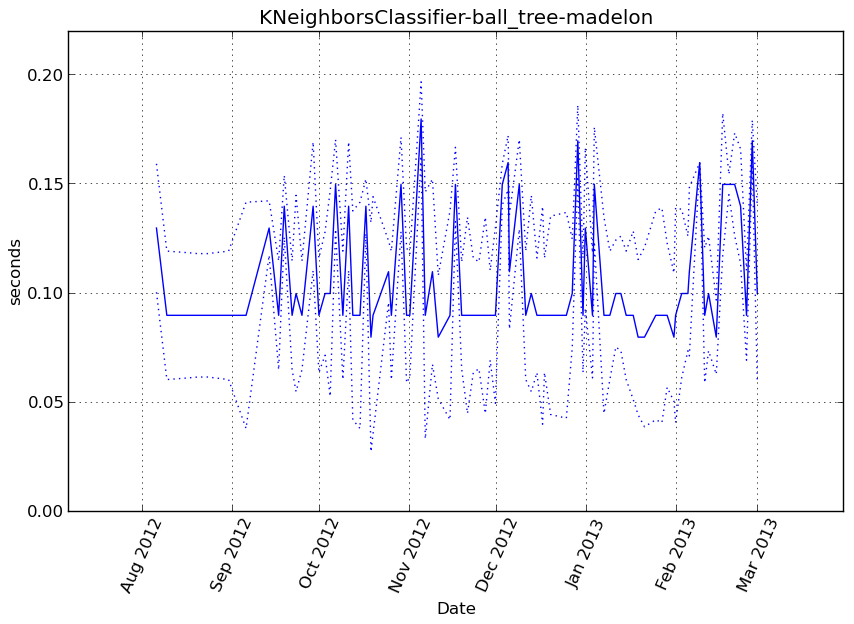 KNeighborsClassifier-ball_tree-madelon
0.20
0.15
0.10
0.05
0.00
seconds
Aug 2012
Sep 2012
Oct 2012
Nov 2012
Dec 2012
Jan 2013
Feb 2013
Mar 2013
Date